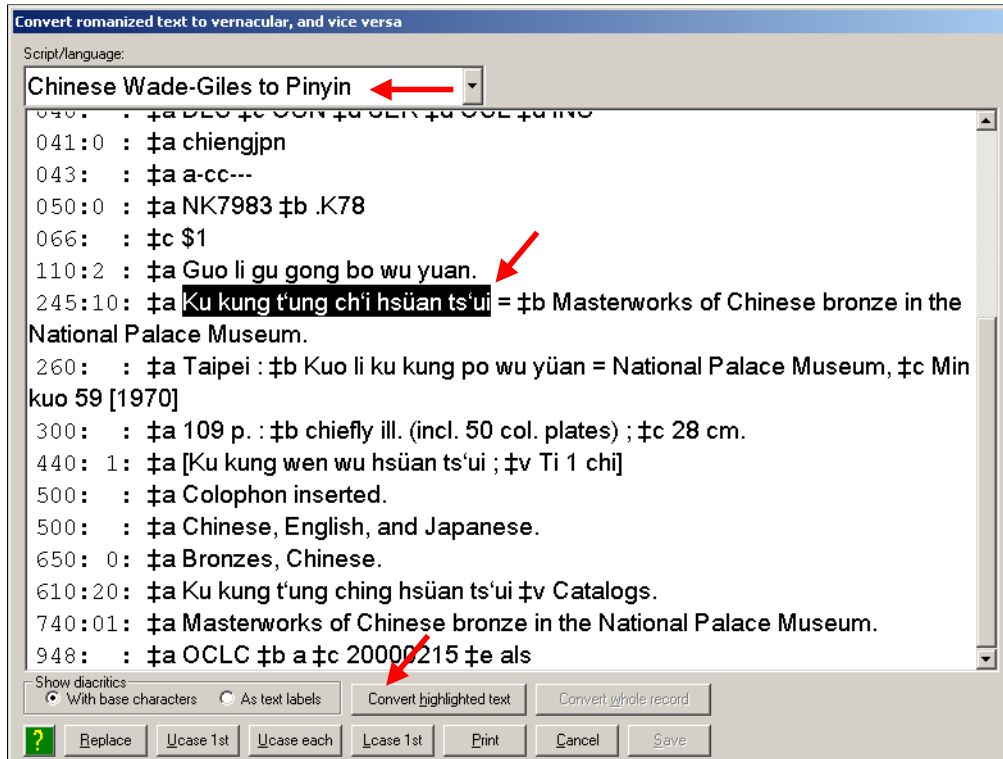 Convert romanized text to vernacular, and vice versa
Script/language:
Chinese Wade-Giles to Pinyin
041:0 : ‡a chiengjpn
043: : ‡a a-cc---
050:0 : ‡a NK7983 ‡b .K78
066: : ‡c $1
110:2 : ‡a Guo li gu gong bo wu yuan.
245:10: ‡a Ku kung t‘ung ch‘i hsüan ts‘ui = ‡b Masterworks of Chinese bronze in the
National Palace Museum.
260: : ‡a Taipei : ‡b Kuo li ku kung po wu yüan = National Palace Museum, ‡c Min
kuo 59 [1970]
300: : ‡a 109 p. : ‡b chiefly ill. (incl. 50 col. plates) ; ‡c 28 cm.
440: 1: ‡a [Ku kung wen wu hsüan ts‘ui ; ‡v Ti 1 chi]
500: : ‡a Colophon inserted.
500: : ‡a Chinese, English, and Japanese.
650: 0: ‡a Bronzes, Chinese.
610:20: ‡a Ku kung t‘ung ching hsüan ts‘ui ‡v Catalogs.
740:01: ‡a Masterworks of Chinese bronze in the National Palace Museum.
948: : ‡a OCLC ‡b a ‡c 20000215 ‡e als
Show diacritics
With base characters As text labels Convert highlighted text Convert whole record
? Replace Ucase 1st Ucase each Lcase 1st Print Cancel Save